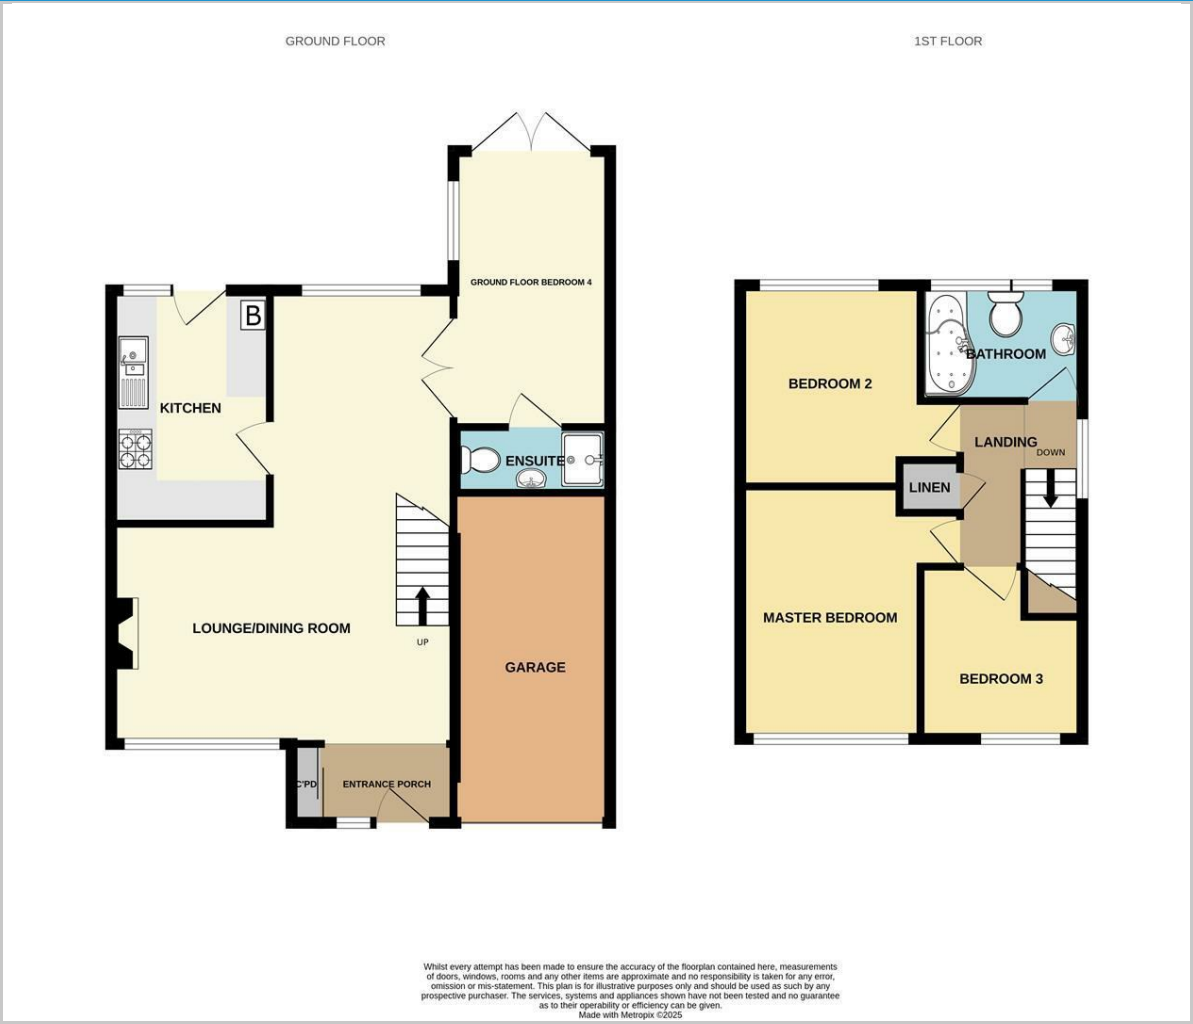 GROUND FLOOR
1ST FLOOR
GROUND FLOOR BEDROOM 4
B
KITCHEN
ENSUITE
LOUNGE/DINING ROOM
UP
GARAGE
C'PD
ENTRANCE PORCH
BATHROOM
BEDROOM 2
LANDING
DOWN
LINEN
MASTER BEDROOM
BEDROOM 3
Whilst every attempt has been made to ensure the accuracy of the floorplan contained here, measurements
of doors, windows, rooms and any other items are approximate and no responsibility is taken for any error,
omission or mis-statement. This plan is for illustrative purposes only and should be used as such by any
prospective purchaser. The services, systems and appliances shown have not been tested and no guarantee
as to their operability or efficiency can be given.
Made with Metropix ©2025